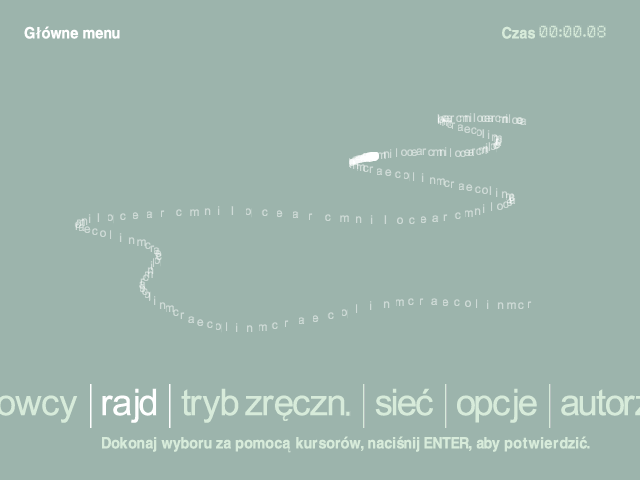 Główne menu
Czas 00:00.08
owcy | rajd | tryb zręczn. | sieć | opcje | autorz
Dokonaj wyboru za pomocą kursorów, naciśnij ENTER, aby potwierdzić.